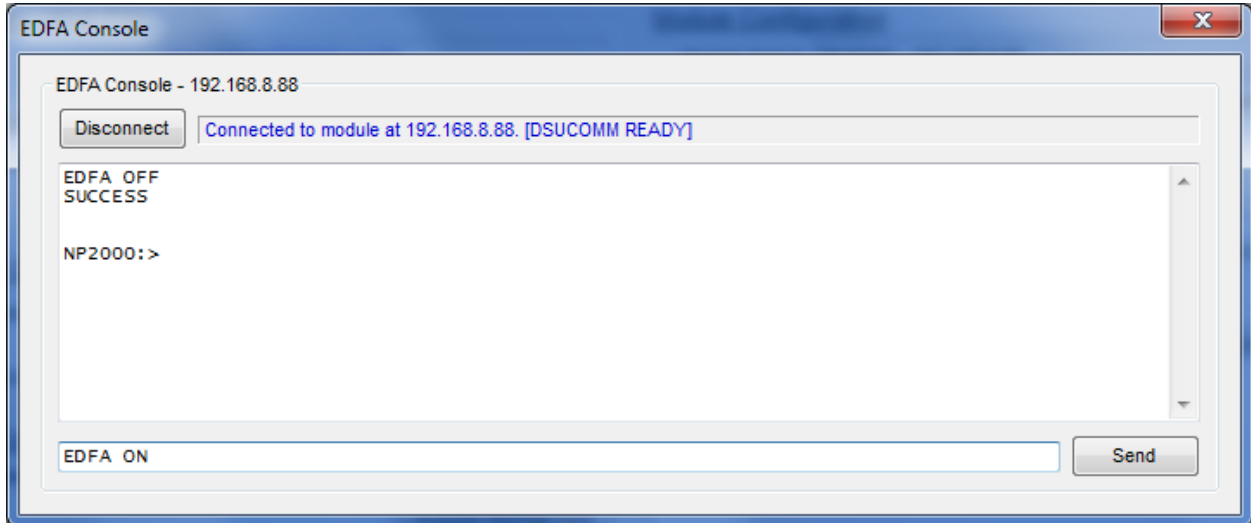 EDFA Console
EDFA Console - 192.168.8.88
Disconnect
Connected to module at 192.168.8.88. [DSUCOMM READY]
EDFA OFF
SUCCESS
NP2000:>
EDFA ON
Send